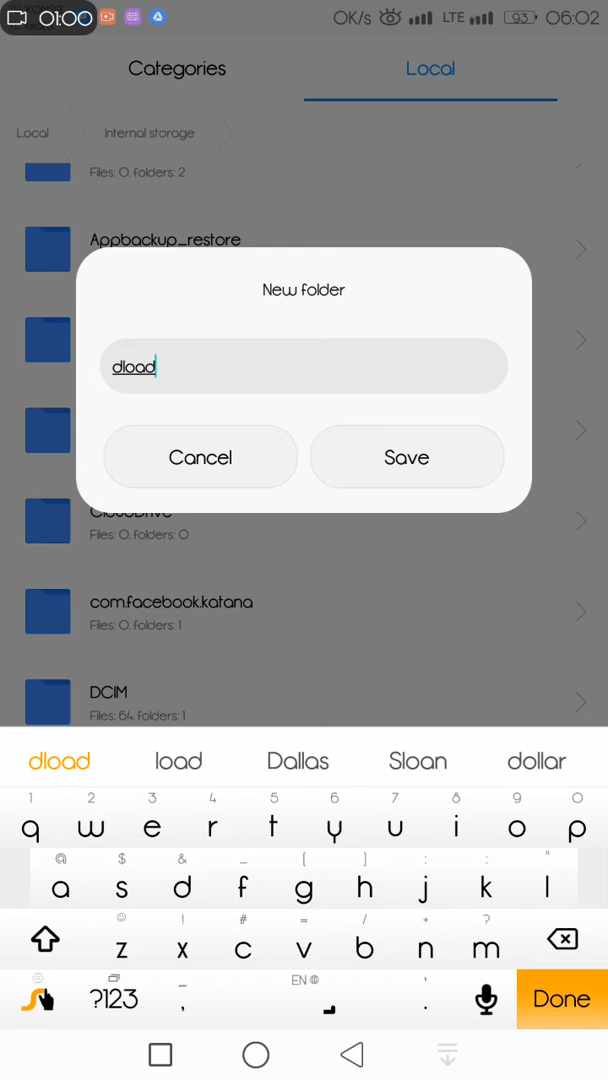 01:00
0K/s LTE 93 06:02
Categories Local
Local Internal storage
Files: 0, folders: 2
Appbackup_restore
New folder
dload
Cancel Save
CloudDrive
Files: 0, folders: 0
com.facebook.katana
Files: 0, folders: 1
DCIM
Files: 64, folders: 1
dload load Dallas Sloan dollar
1 2 3 4 5 6 7 8 9 0
q w e r t y u i o p
@ $ & _ ( ) : ; "
a s d f g h j k l
! # = / + ?
z x c v b n m
EN
?123 , . Done